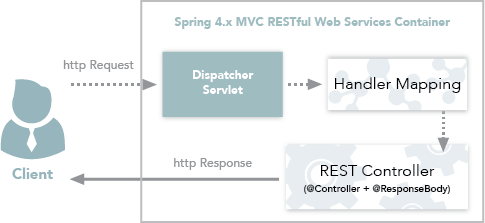 Spring 4.x MVC RESTful Web Services Container
http Request
Dispatcher
Servlet
Handler Mapping
http Response
REST Controller
(@Controller + @ResponseBody)
Client